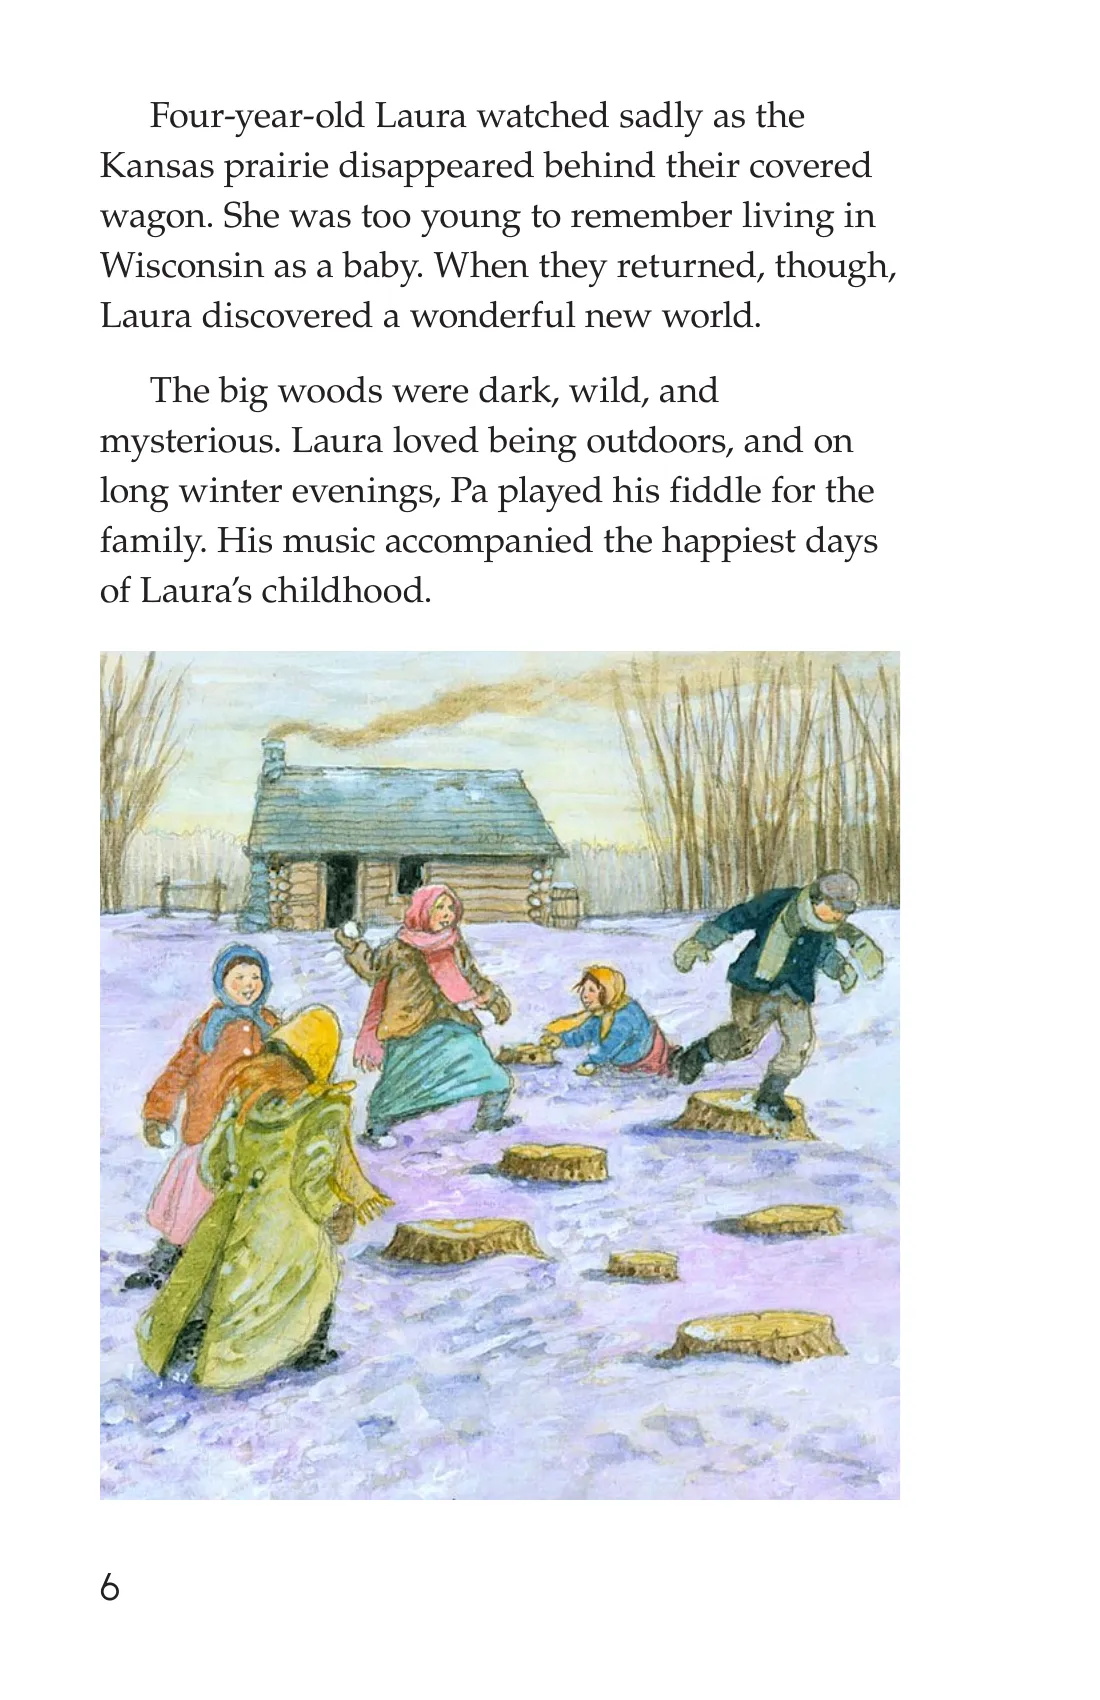 Four-year-old Laura watched sadly as the
Kansas prairie disappeared behind their covered
wagon. She was too young to remember living in
Wisconsin as a baby. When they returned, though,
Laura discovered a wonderful new world.
The big woods were dark, wild, and
mysterious. Laura loved being outdoors, and on
long winter evenings, Pa played his fiddle for the
family. His music accompanied the happiest days
of Laura’s childhood.
6